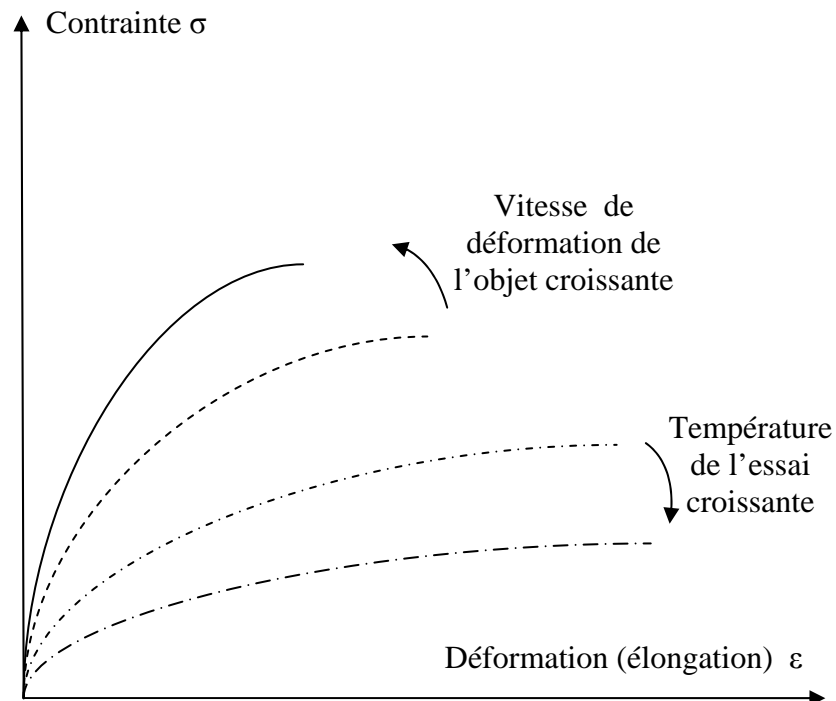 Contrainte σ
Vitesse de
déformation de
l’objet croissante
Température
de l’essai
croissante
Déformation (élongation) ε